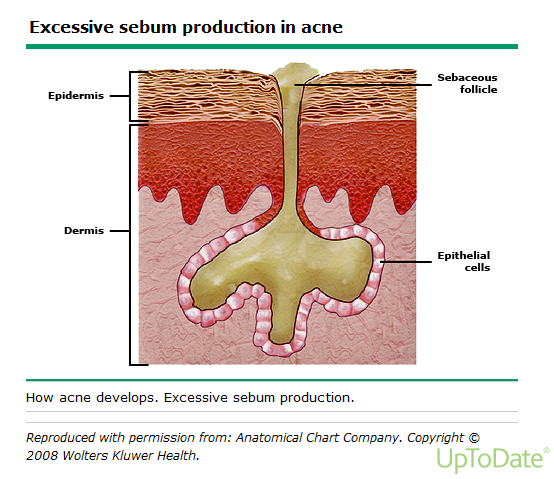 Excessive sebum production in acne
Epidermis
Sebaceous
follicle
Dermis
Epithelial
cells
How acne develops. Excessive sebum production.
Reproduced with permission from: Anatomical Chart Company. Copyright ©
2008 Wolters Kluwer Health.
UpToDate®